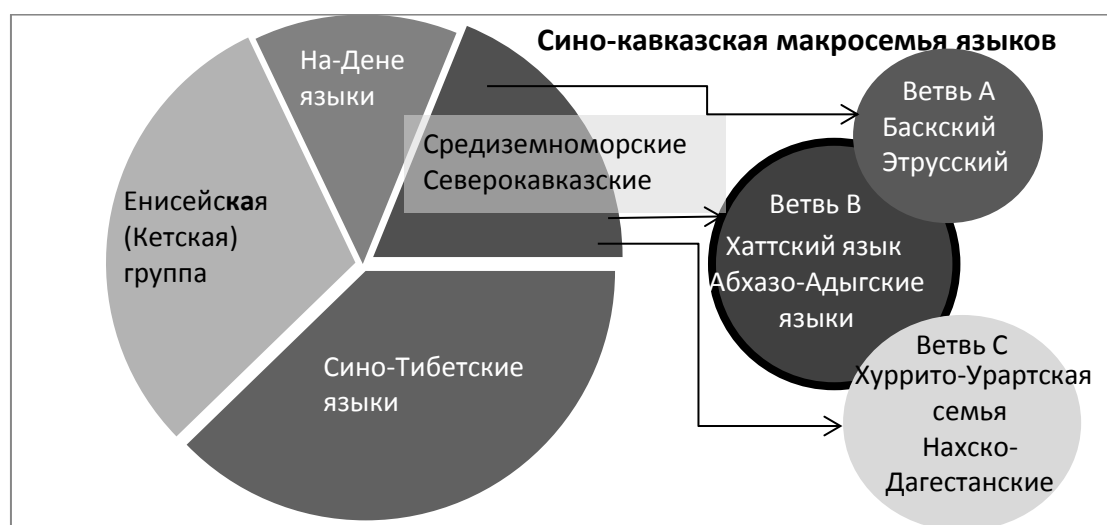 Сино-кавказская макросемья языков
На-Дене
языки
Средиземноморские
Северокавказские
Енисейская
(Кетская)
группа
Сино-Тибетские
языки
Ветвь А
Баскский
Этрусский
Ветвь В
Хаттский язык
Абхазо-Адыгские
языки
Ветвь С
Хуррито-Урартская
семья
Нахско-
Дагестанские